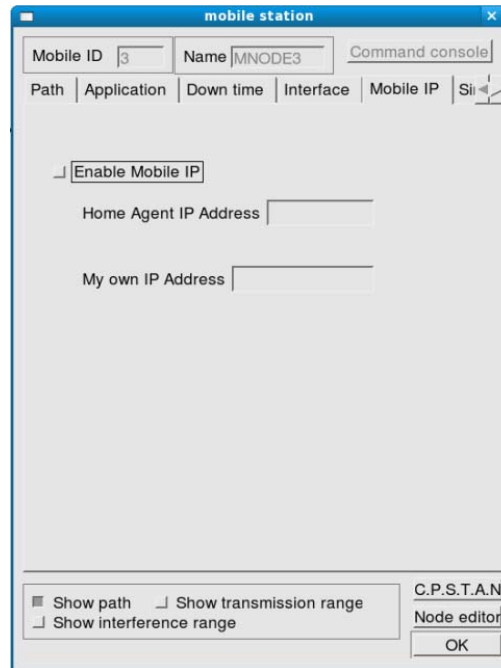 mobile station
Mobile ID 3 Name MNODE3 Command console
Path Application Down time Interface Mobile IP
Enable Mobile IP
Home Agent IP Address
My own IP Address
Show path Show transmission range
Show interference range
C.P.S.T.A.N
Node editor
OK